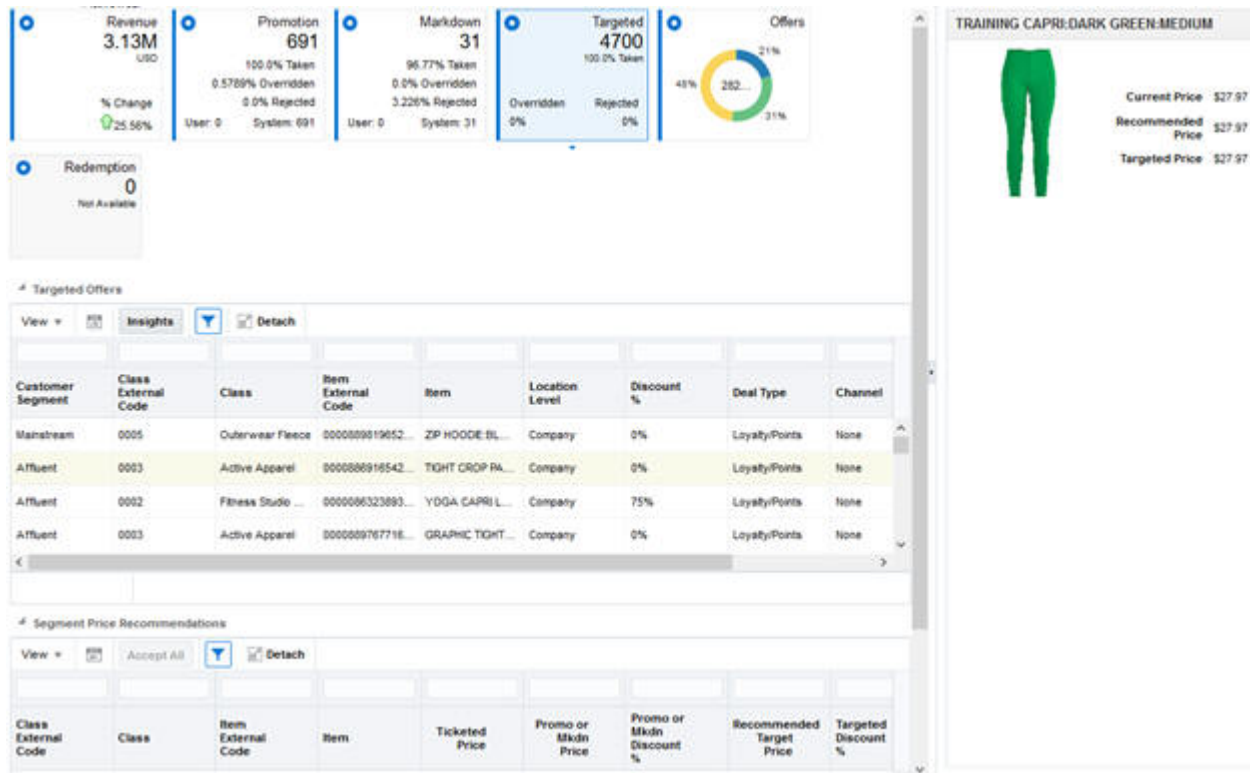 Revenue
3.13M
USD
% Change
25.56%
Promotion
691
100.0% Taken
0.5789% Overridden
0.0% Rejected
User: 0 System: 691
Markdown
31
96.77% Taken
0.0% Overridden
3.226% Rejected
User: 0 System: 31
Targeted
4700
100.0% Taken
Overridden Rejected
0% 0%
Offers
21%
48%
282...
31%
Redemption
0
Not Available
Targeted Offers
View Insights Detach
Customer Segment Class External Code Class Item External Code Item Location Level Discount % Deal Type Channel
Mainstream 0005 Outerwear Fleece 0000889819652... ZIP HOODIE:BL... Company 0% Loyalty/Points None
Affluent 0003 Active Apparel 0000886916542... TIGHT CROP PA... Company 0% Loyalty/Points None
Affluent 0002 Fitness Studio ... 0000086323893... YOGA CAPRI L... Company 75% Loyalty/Points None
Affluent 0003 Active Apparel 0000889767716... GRAPHIC TIGHT... Company 0% Loyalty/Points None
Segment Price Recommendations
View Accept All Detach
Class External Code Class Item External Code Item Ticketed Price Promo or Mkdn Price Promo or Mkdn Discount % Recommended Target Price Targeted Discount %
TRAINING CAPRI:DARK GREEN:MEDIUM
Current Price $27.97
Recommended Price $27.97
Targeted Price $27.97